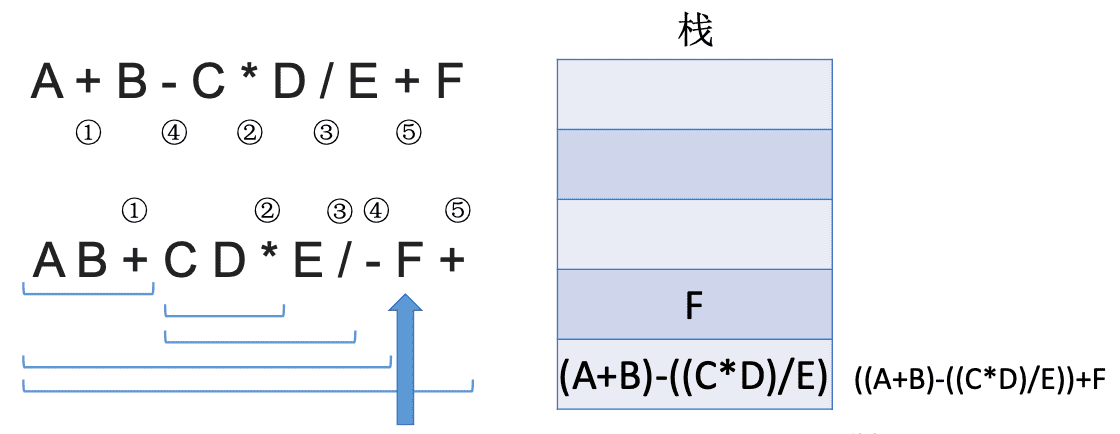 栈
A + B - C * D / E + F
① ④ ② ③ ⑤
① ② ③ ④ ⑤
A B + C D * E / - F +
F
(A+B)-((C*D)/E)
((A+B)-((C*D)/E))+F